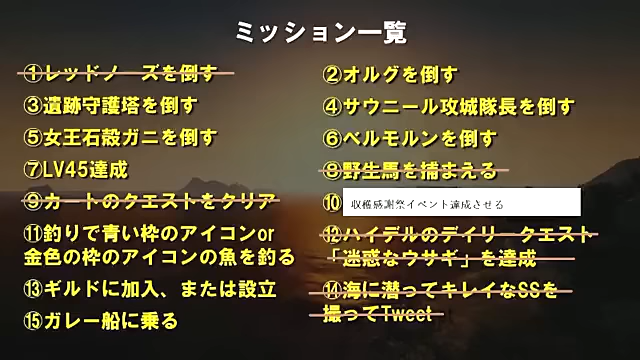 ミッション一覧
①レッドノーズを倒す
②オルグを倒す
③遺跡守護塔を倒す
④サウニール攻城隊長を倒す
⑤女王石殻ガニを倒す
⑥ベルモルンを倒す
⑦LV45達成
⑧野生馬を捕まえる
⑨カートのクエストをクリア
⑩収穫感謝祭イベント達成させる
⑪釣りで青い枠のアイコンor
金色の枠のアイコンの魚を釣る
⑫ハイデルのデイリークエスト
「迷惑なウサギ」を達成
⑬ギルドに加入、または設立
⑭海に潜ってキレイなSSを
撮ってTweet
⑮ガレー船に乗る